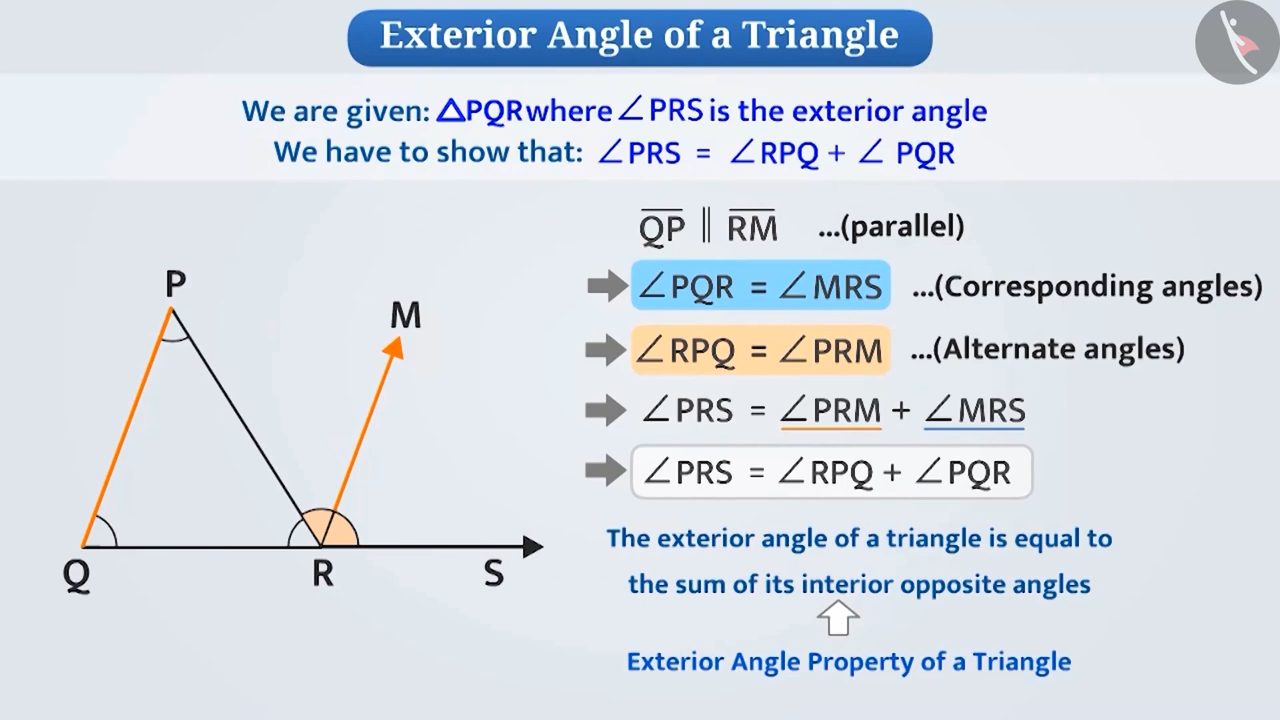 Exterior Angle of a Triangle
We are given: △PQR where ∠PRS is the exterior angle
We have to show that: ∠PRS = ∠RPQ + ∠ PQR
Q̅P̅ ∥ R̅M̅ ...(parallel)
∠PQR = ∠MRS ...(Corresponding angles)
∠RPQ = ∠PRM ...(Alternate angles)
∠PRS = ∠PRM + ∠MRS
∠PRS = ∠RPQ + ∠PQR
The exterior angle of a triangle is equal to
the sum of its interior opposite angles
Exterior Angle Property of a Triangle
P
M
Q
R
S